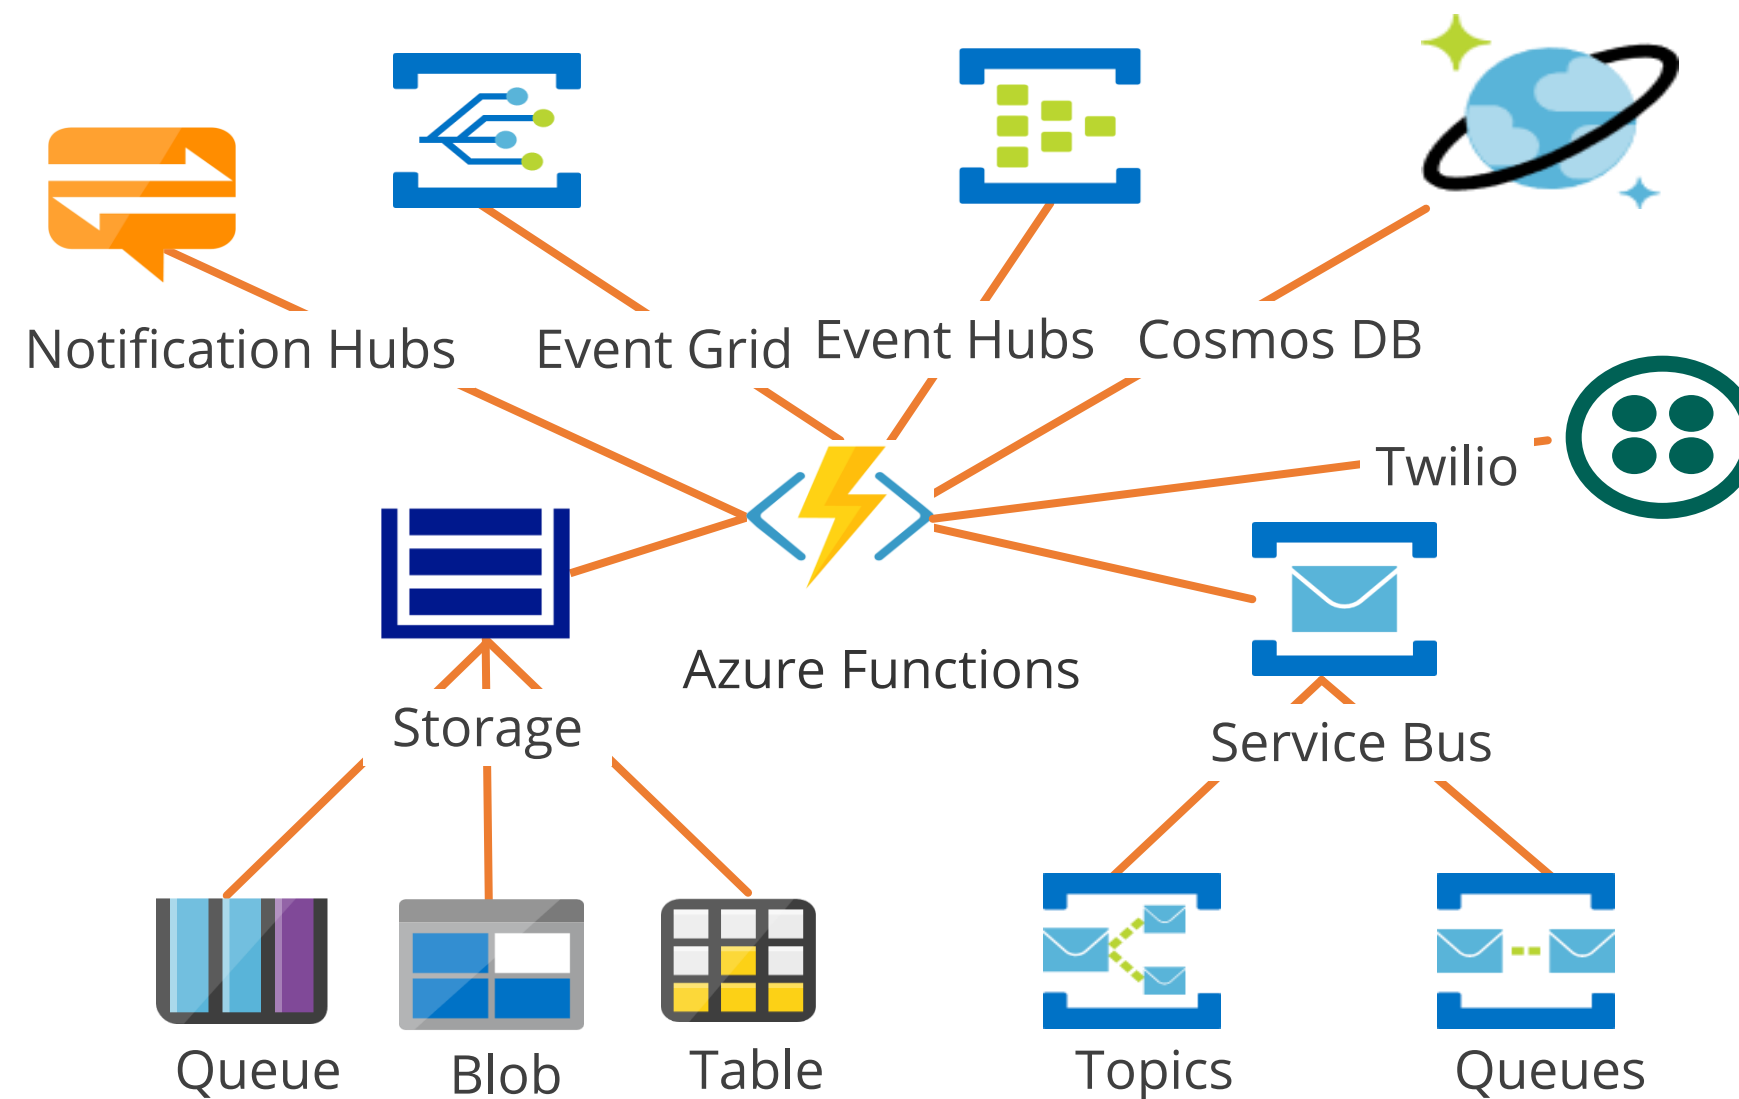 Notification Hubs
Event Grid
Event Hubs
Cosmos DB
Twilio
Azure Functions
Storage
Service Bus
Queue
Blob
Table
Topics
Queues